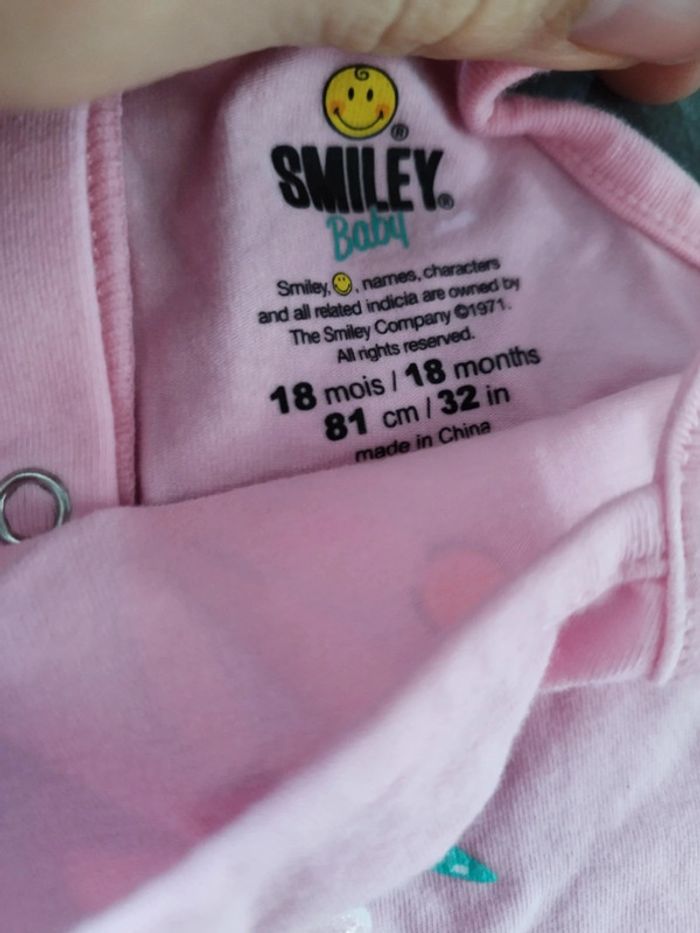 SMILEY®
Baby
Smiley, , names, characters
and all related indicia are owned by
The Smiley Company ©1971.
All rights reserved.
18 mois / 18 months
81 cm / 32 in
made in China